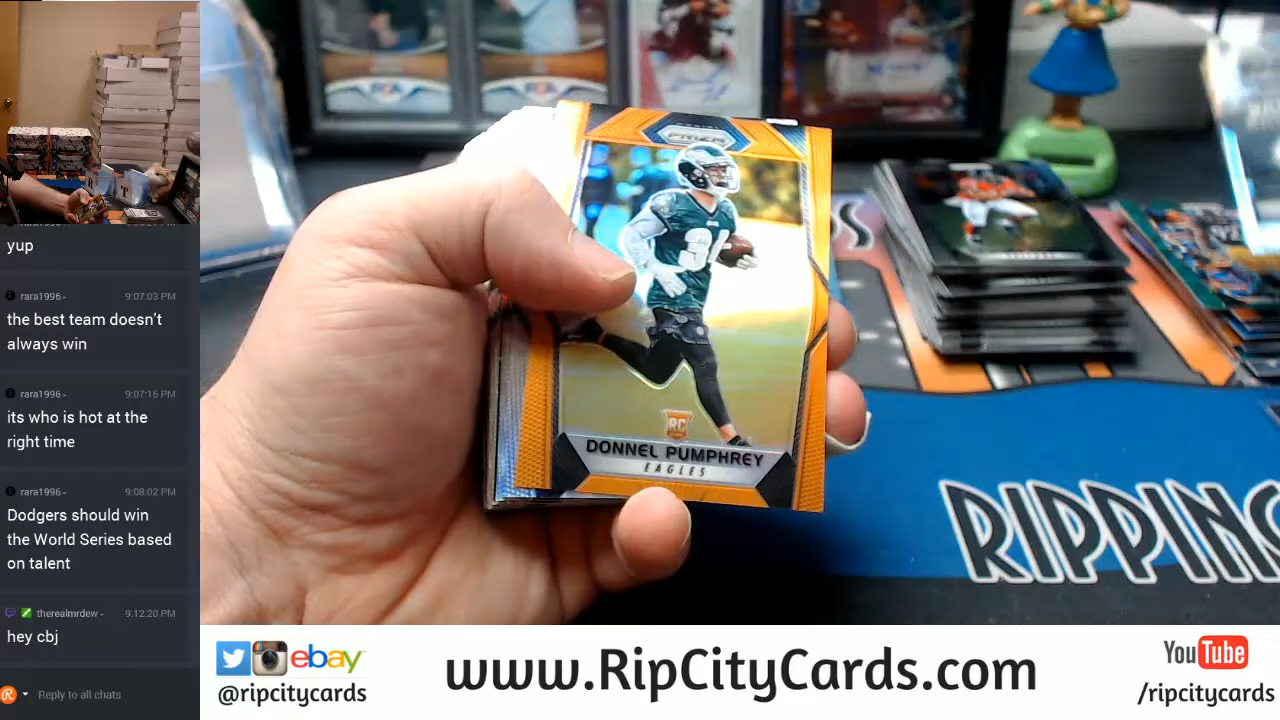 yup
rara1996
9:07:03 PM
the best team doesn't
always win
rara1996
9:07:16 PM
its who is hot at the
right time
rara1996
9:08:02 PM
Dodgers should win
the World Series based
on talent
therealmrdew
9:12:20 PM
hey cbj
Reply to all chats
PRIZM
31
RC
DONNEL PUMPHREY
EAGLES
RIPPING
ebay
@ripcitycards
www.RipCityCards.com
YouTube
/ripcitycards